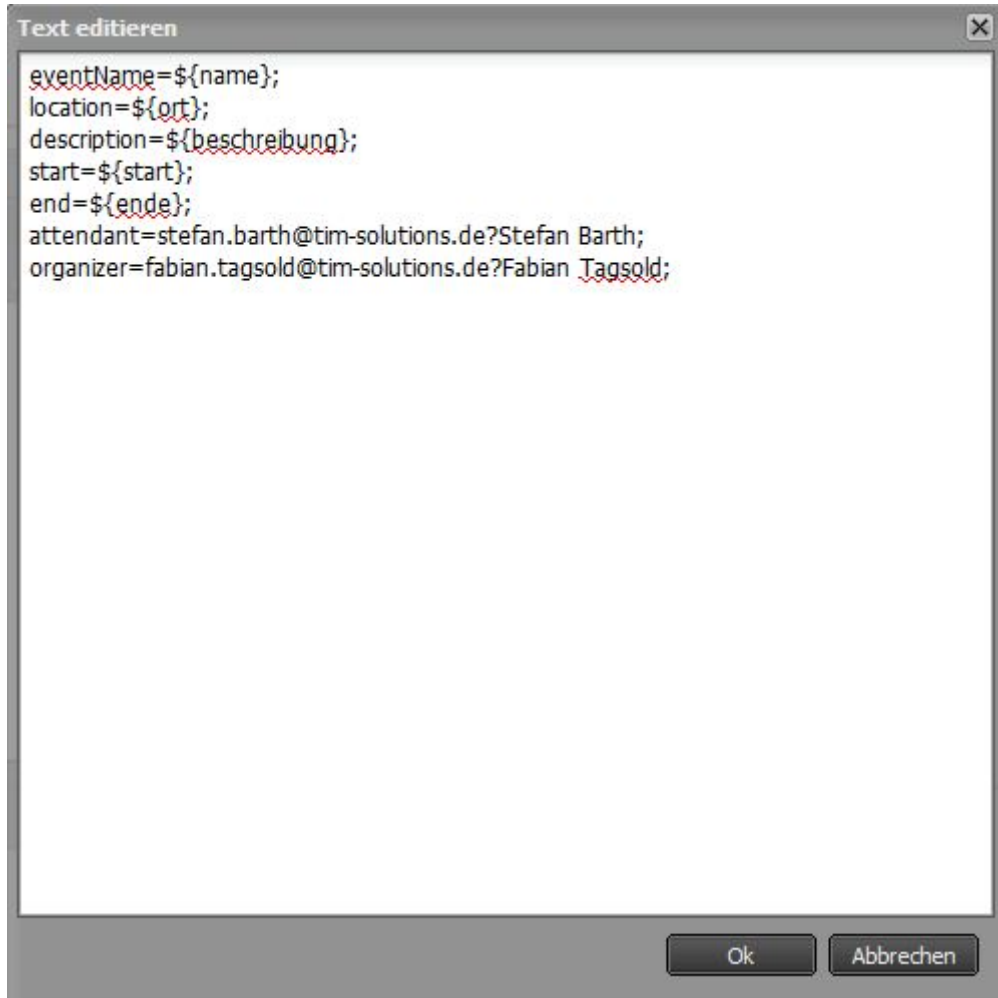 Text editieren
eventName=${name};
location=${ort};
description=${beschreibung};
start=${start};
end=${ende};
attendant=stefan.barth@tim-solutions.de?Stefan Barth;
organizer=fabian.tagsold@tim-solutions.de?Fabian Tagsold;
Ok Abbrechen